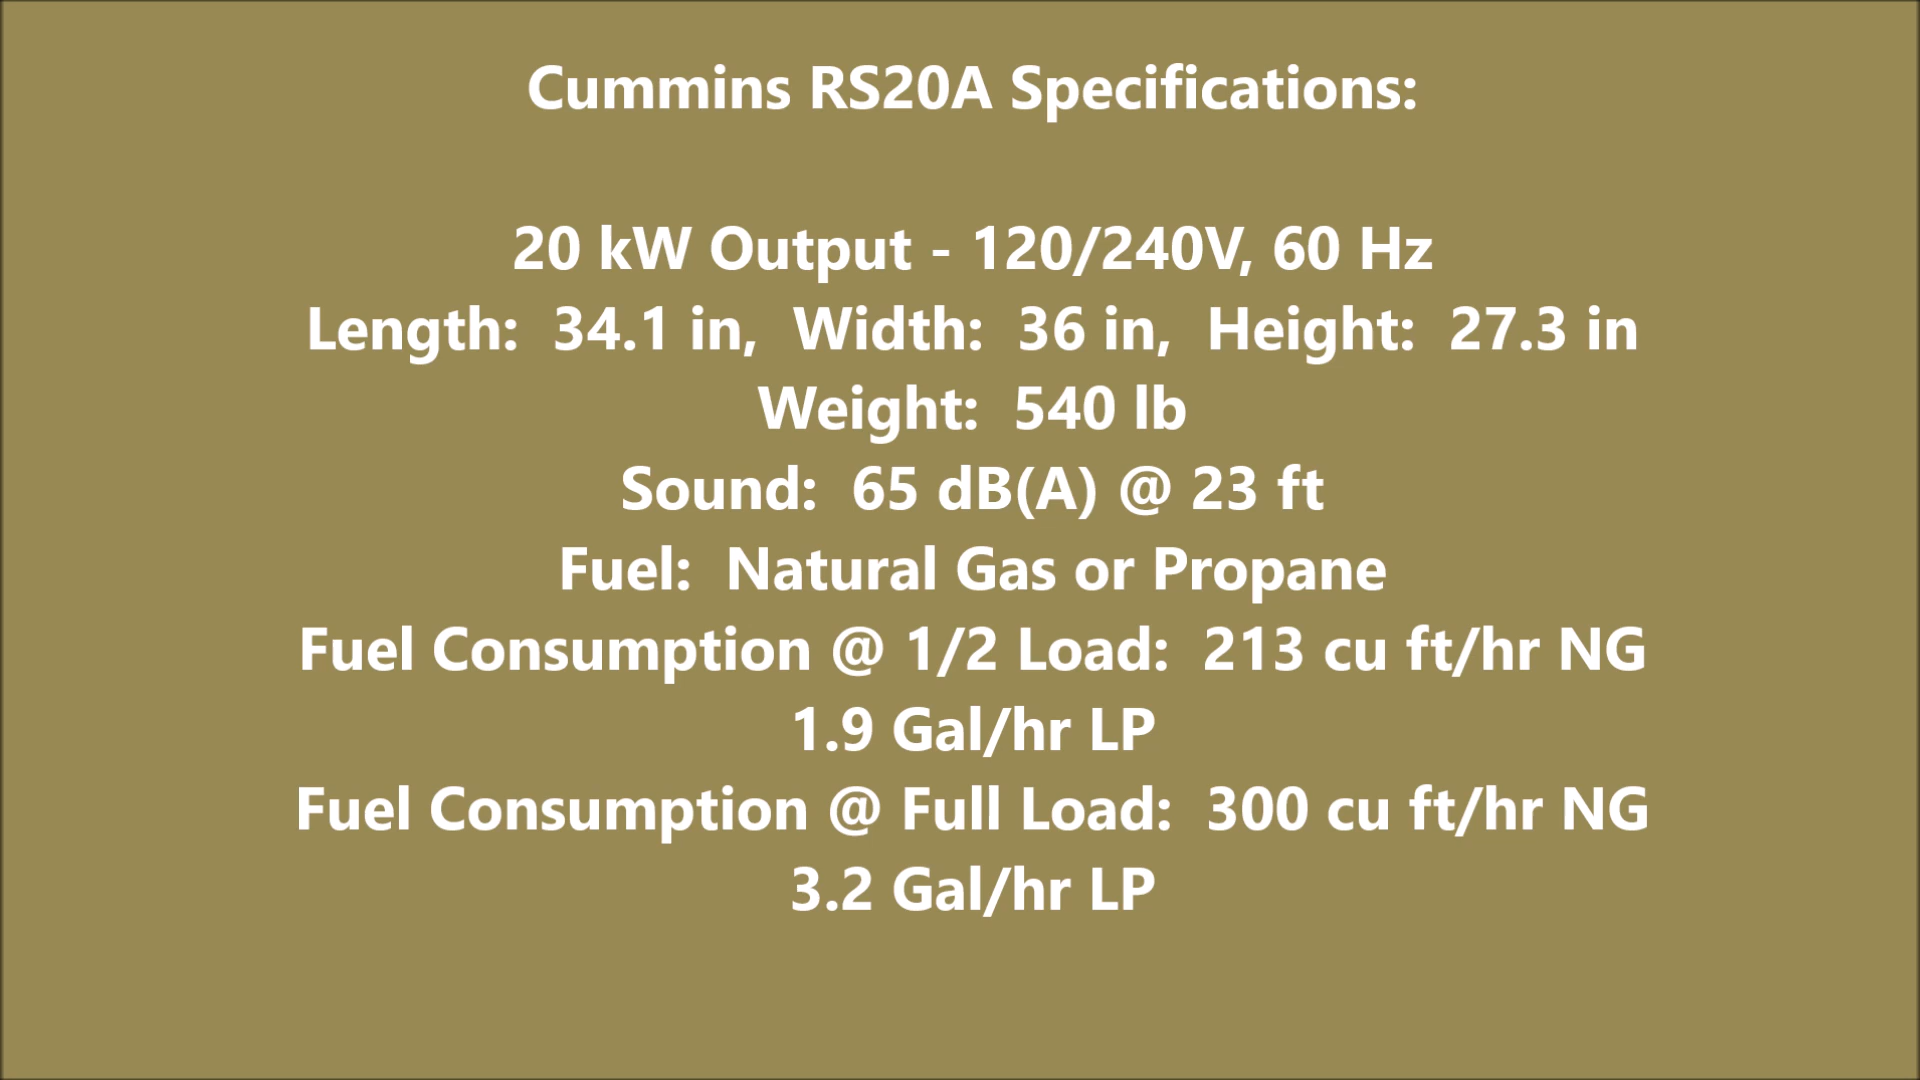 Cummins RS20A Specifications:
20 kW Output - 120/240V, 60 Hz
Length:  34.1 in,  Width:  36 in,  Height:  27.3 in
Weight:  540 lb
Sound:  65 dB(A) @ 23 ft
Fuel:  Natural Gas or Propane
Fuel Consumption @ 1/2 Load:  213 cu ft/hr NG
1.9 Gal/hr LP
Fuel Consumption @ Full Load:  300 cu ft/hr NG
3.2 Gal/hr LP